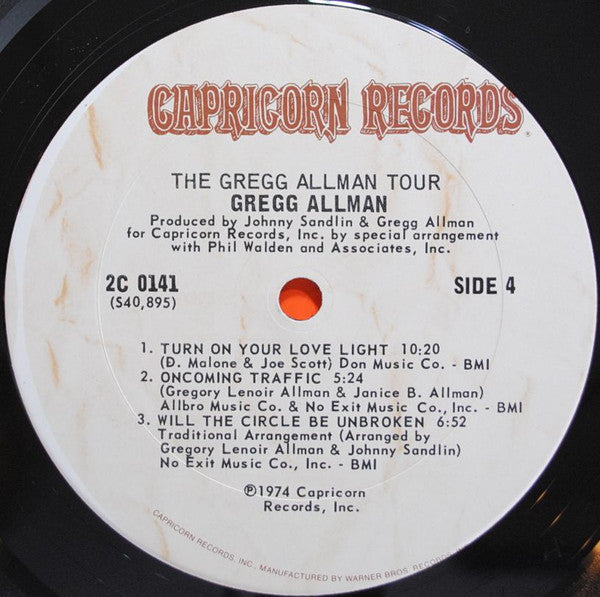 CAPRICORN RECORDS
THE GREGG ALLMAN TOUR
GREGG ALLMAN
Produced by Johnny Sandlin & Gregg Allman
for Capricorn Records, Inc. by special arrangement
with Phil Walden and Associates, Inc.
2C 0141
SIDE 4
(S40,895)
1. TURN ON YOUR LOVE LIGHT 10:20
(D. Malone & Joe Scott) Don Music Co. - BMI
2. ONCOMING TRAFFIC 5:24
(Gregory Lenoir Allman & Janice B. Allman)
Allbro Music Co. & No Exit Music Co., Inc. - BMI
3. WILL THE CIRCLE BE UNBROKEN 6:52
Traditional Arrangement (Arranged by
Gregory Lenoir Allman & Johnny Sandlin)
No Exit Music Co., Inc. - BMI
℗1974 Capricorn
Records, Inc.
CAPRICORN RECORDS, INC., MANUFACTURED BY WARNER BROS. RECORDS